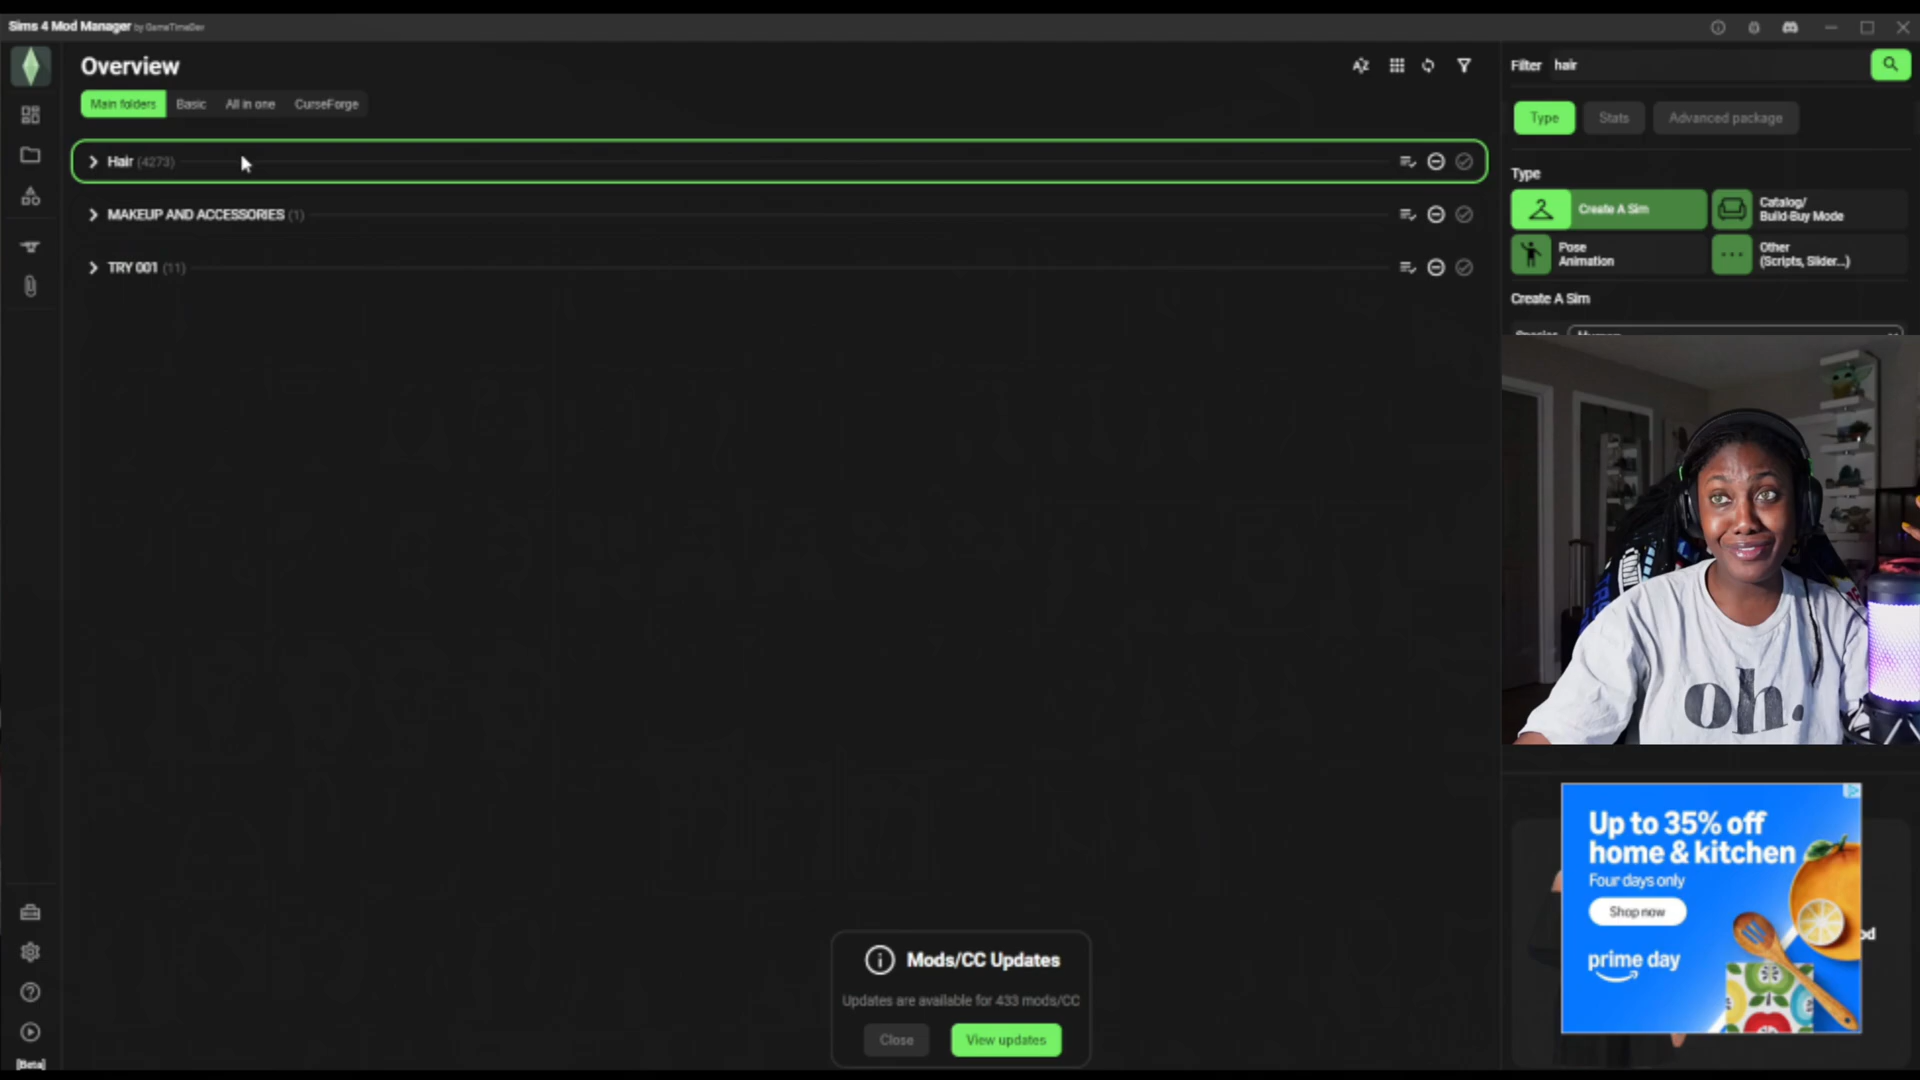 Sims 4 Mod Manager by GameTimeDev
Overview
Main folders Basic All in one CurseForge
Hair (4273)
MAKEUP AND ACCESSORIES (1)
TRY 001 (11)
Mods/CC Updates
Updates are available for 433 mods/CC
Close View updates
[Beta]
Filter hair
Type Stats Advanced package
Type
Create A Sim
Catalog/
Build-Buy Mode
Pose
Animation
Other
(Scripts, Slider...)
Create A Sim
oh.
Up to 35% off
home & kitchen
Four days only
Shop now
prime day